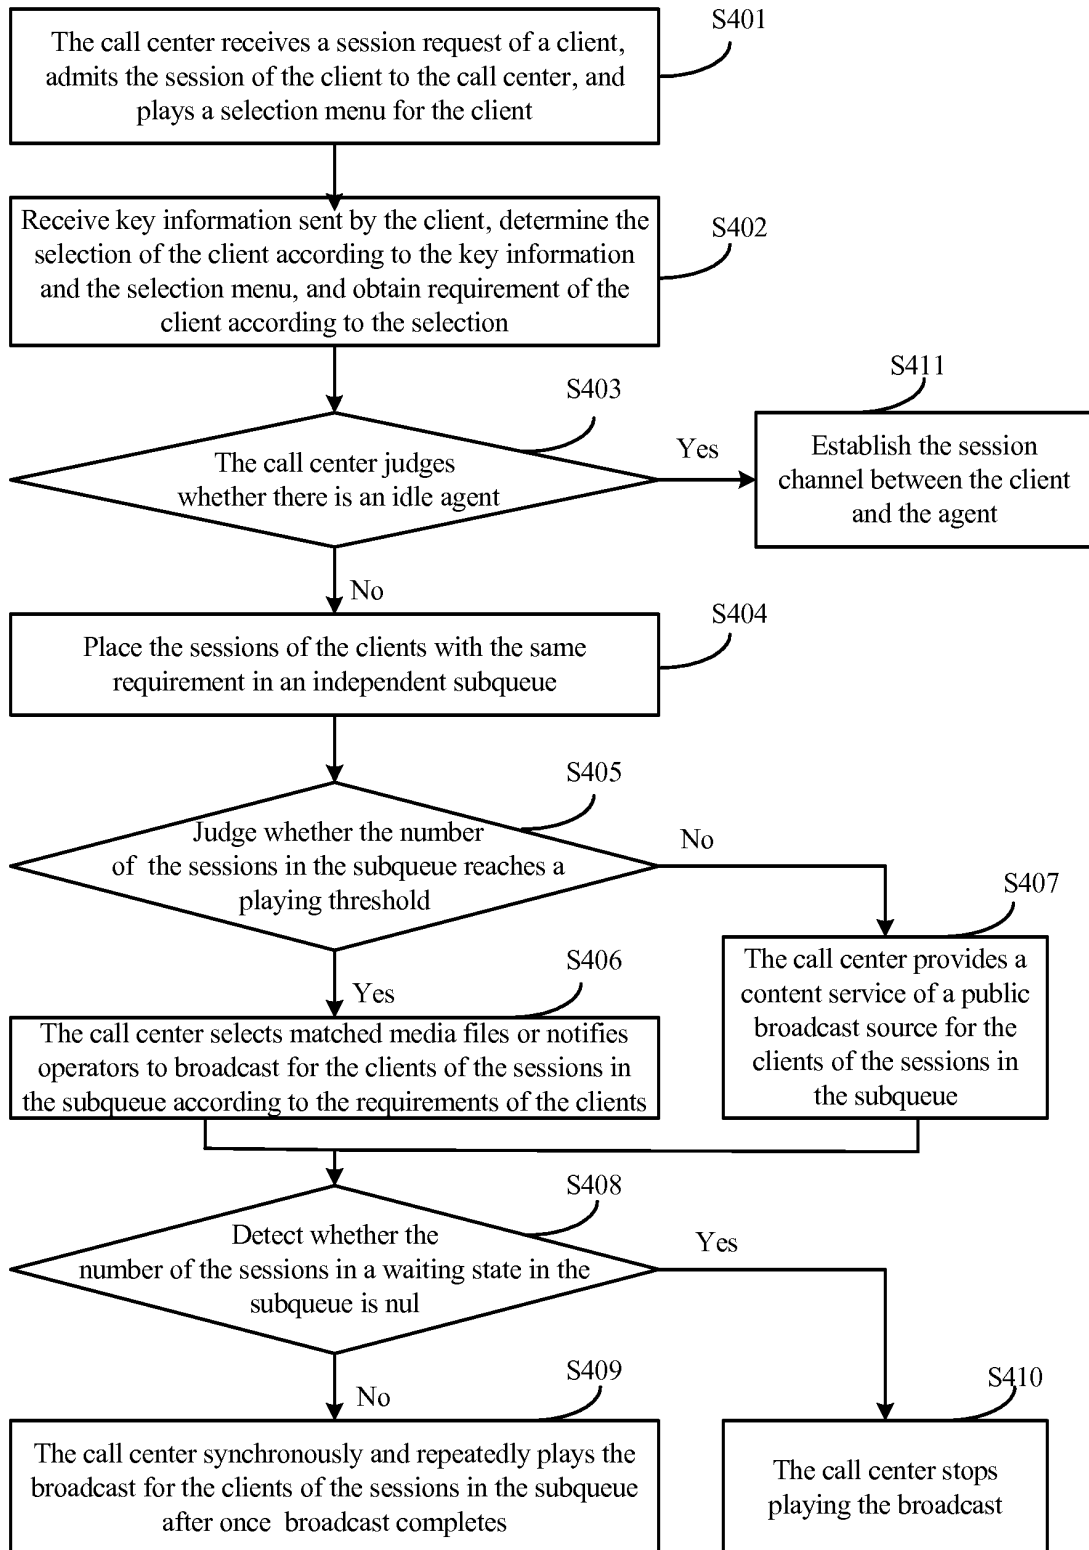 S401
The call center receives a session request of a client,
admits the session of the client to the call center, and
plays a selection menu for the client
S402
Receive key information sent by the client, determine the
selection of the client according to the key information
and the selection menu, and obtain requirement of the
client according to the selection
S403
The call center judges
whether there is an idle agent
Yes
S411
Establish the session
channel between the client
and the agent
No
S404
Place the sessions of the clients with the same
requirement in an independent subqueue
S405
Judge whether the number
of the sessions in the subqueue reaches a
playing threshold
No
S407
The call center provides a
content service of a public
broadcast source for the
clients of the sessions in
the subqueue
Yes
S406
The call center selects matched media files or notifies
operators to broadcast for the clients of the sessions in
the subqueue according to the requirements of the clients
S408
Detect whether the
number of the sessions in a waiting state in the
subqueue is nul
Yes
No
S409
The call center synchronously and repeatedly plays the
broadcast for the clients of the sessions in the subqueue
after once broadcast completes
S410
The call center stops
playing the broadcast